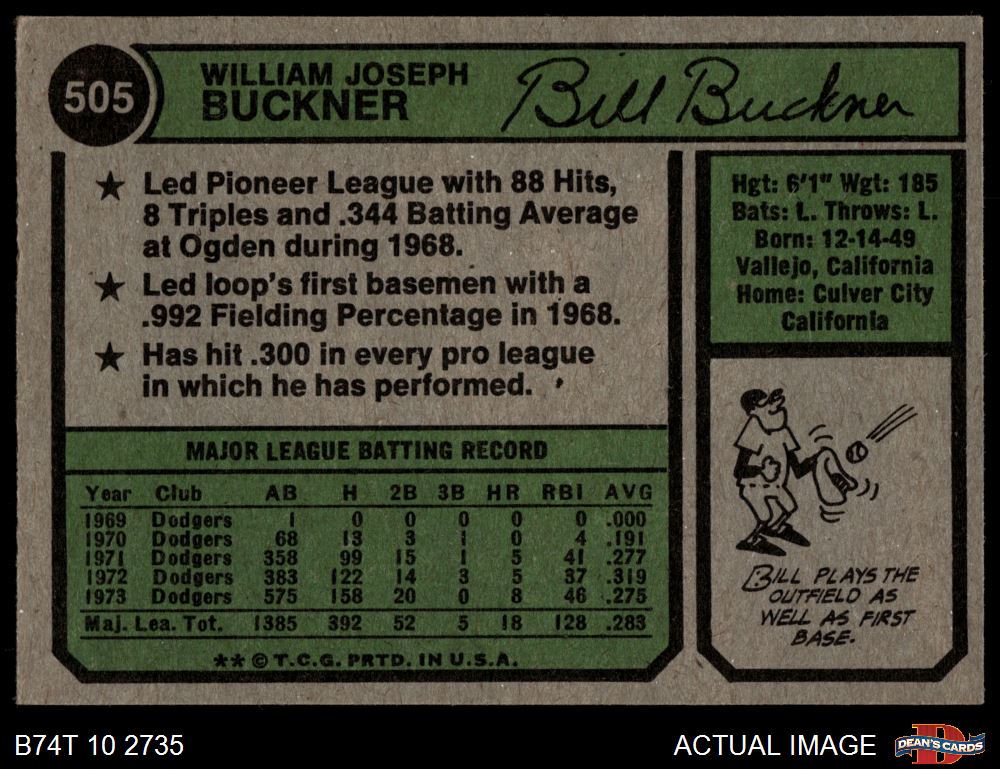 505
WILLIAM JOSEPH
BUCKNER
Bill Buckner
★ Led Pioneer League with 88 Hits,
8 Triples and .344 Batting Average
at Ogden during 1968.
★ Led loop's first basemen with a
.992 Fielding Percentage in 1968.
★ Has hit .300 in every pro league
in which he has performed.
Hgt: 6'1" Wgt: 185
Bats: L. Throws: L.
Born: 12-14-49
Vallejo, California
Home: Culver City
California
MAJOR LEAGUE BATTING RECORD
Year Club AB H 2B 3B HR RBI AVG
1969 Dodgers 1 0 0 0 0 0 .000
1970 Dodgers 68 13 3 1 0 4 .191
1971 Dodgers 358 99 15 1 5 41 .277
1972 Dodgers 383 122 14 3 5 37 .319
1973 Dodgers 575 158 20 0 8 46 .275
Maj. Lea. Tot. 1385 392 52 5 18 128 .283
**©T.C.G. PRTD. IN U.S.A.
BILL PLAYS THE
OUTFIELD AS
WELL AS FIRST
BASE.
B74T 10 2735
ACTUAL IMAGE
D
DEAN'S CARDS